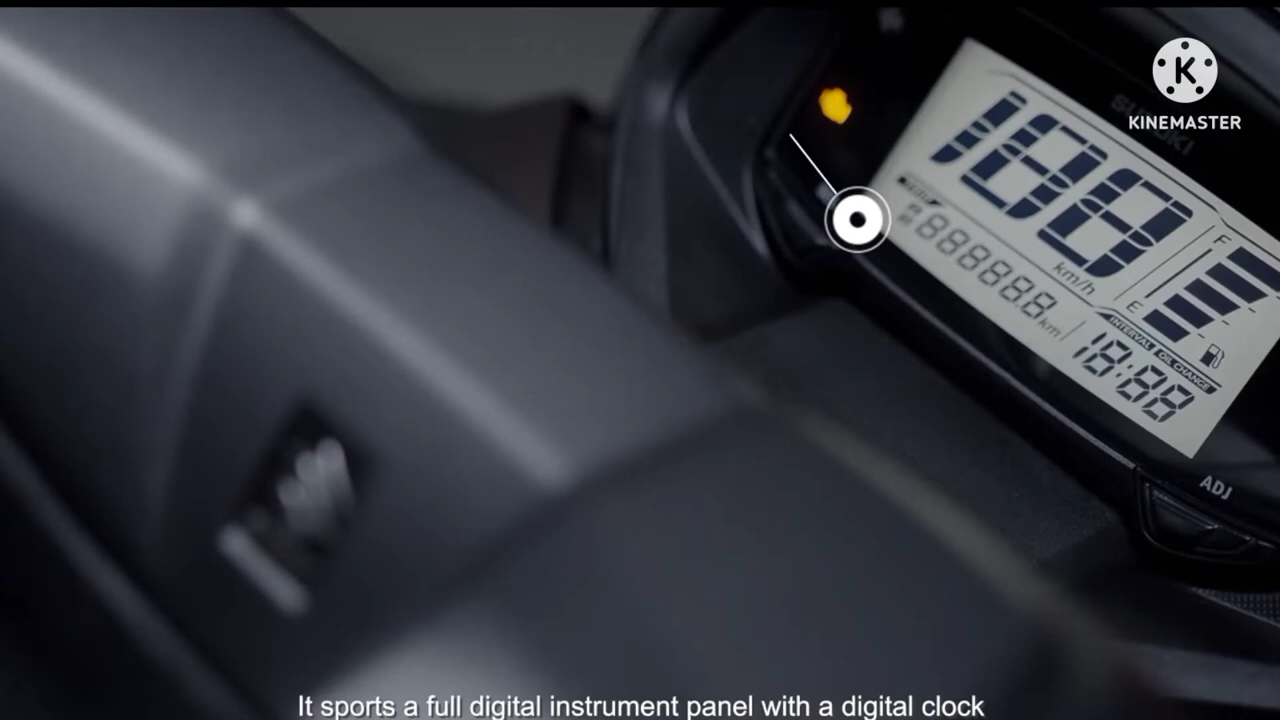 KINEMASTER
SUZUKI
188
km/h
F
E
888888.8 km
INTERVAL OIL CHANGE
18:88
ADJ
It sports a full digital instrument panel with a digital clock